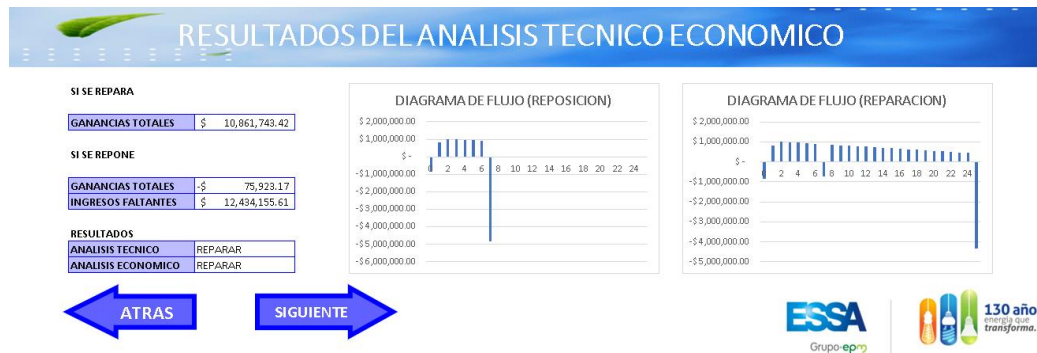 RESULTADOS DEL ANALISIS TECNICO ECONOMICO
SI SE REPARA
GANANCIAS TOTALES $ 10,861,743.42
SI SE REPONE
GANANCIAS TOTALES -$ 75,923.17
INGRESOS FALTANTES $ 12,434,155.61
RESULTADOS
ANALISIS TECNICO REPARAR
ANALISIS ECONOMICO REPARAR
ATRAS
SIGUIENTE
DIAGRAMA DE FLUJO (REPOSICION)
$ 2,000,000.00
$ 1,000,000.00
$ -
-$ 1,000,000.00
-$ 2,000,000.00
-$ 3,000,000.00
-$ 4,000,000.00
-$ 5,000,000.00
-$ 6,000,000.00
0 2 4 6 8 10 12 14 16 18 20 22 24
DIAGRAMA DE FLUJO (REPARACION)
$ 2,000,000.00
$ 1,000,000.00
$ -
-$ 1,000,000.00
-$ 2,000,000.00
-$ 3,000,000.00
-$ 4,000,000.00
-$ 5,000,000.00
0 2 4 6 8 10 12 14 16 18 20 22 24
ESSA
Grupo·epm
130 año
energía que
transforma.